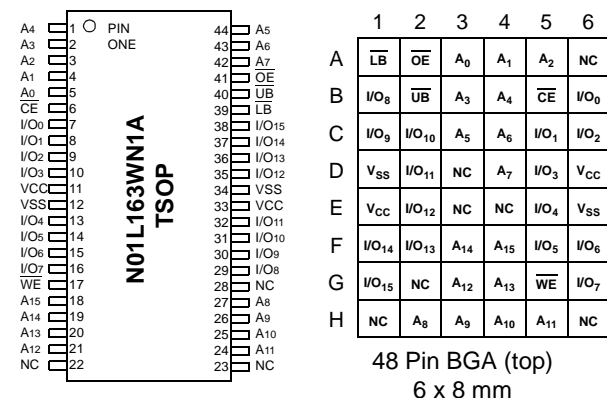 A4 1 PIN 44 A5
A3 2 ONE 43 A6
A2 3 42 A7
A1 4 41 OE
A0 5 40 UB
CE 6 39 LB
I/O0 7 38 I/O15
I/O1 8 37 I/O14
I/O2 9 36 I/O13
I/O3 10 35 I/O12
VCC 11 34 VSS
VSS 12 33 VCC
I/O4 13 32 I/O11
I/O5 14 31 I/O10
I/O6 15 30 I/O9
I/O7 16 29 I/O8
WE 17 28 NC
A15 18 27 A8
A14 19 26 A9
A13 20 25 A10
A12 21 24 A11
NC 22 23 NC
N01L163WN1A
TSOP
1 2 3 4 5 6
A LB OE A0 A1 A2 NC
B I/O8 UB A3 A4 CE I/O0
C I/O9 I/O10 A5 A6 I/O1 I/O2
D VSS I/O11 NC A7 I/O3 VCC
E VCC I/O12 NC NC I/O4 VSS
F I/O14 I/O13 A14 A15 I/O5 I/O6
G I/O15 NC A12 A13 WE I/O7
H NC A8 A9 A10 A11 NC
48 Pin BGA (top)
6 x 8 mm